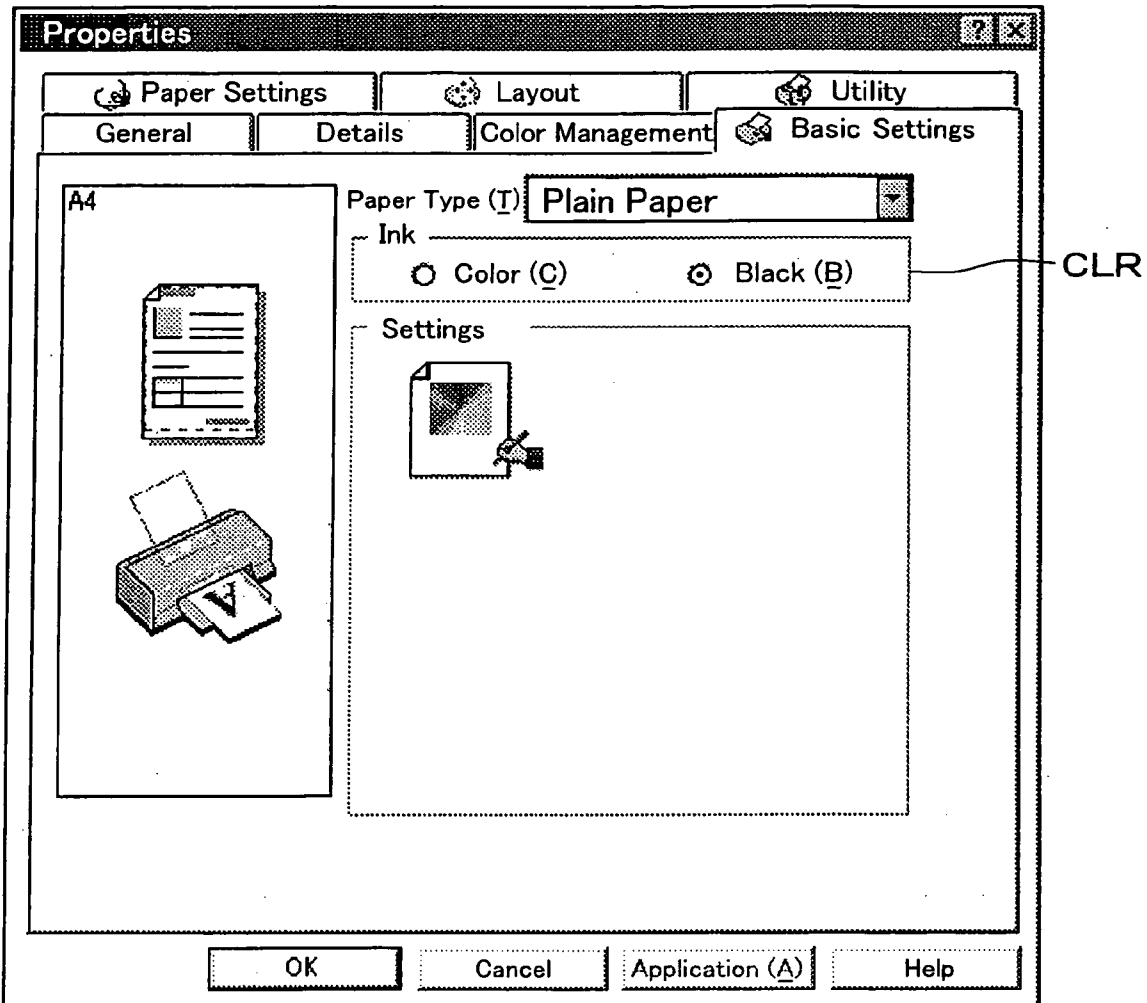 Properties
Paper Settings Layout Utility
General Details Color Management Basic Settings
A4
Paper Type (T) Plain Paper
Ink
Color (C) Black (B)
CLR
Settings
OK Cancel Application (A) Help